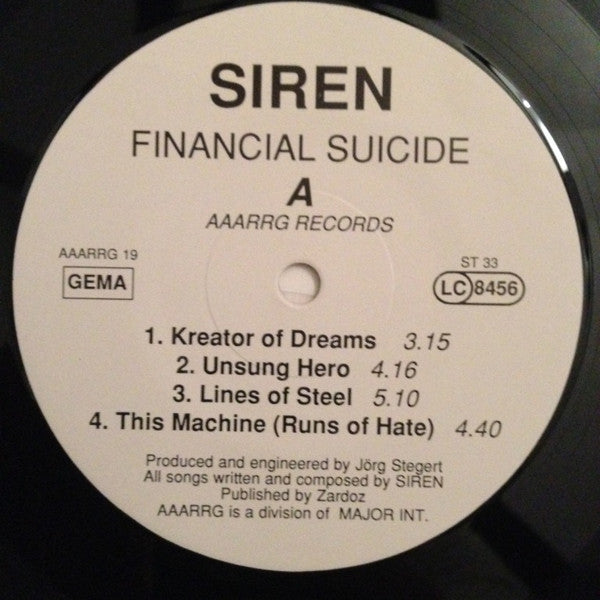 SIREN
FINANCIAL SUICIDE
A
AAARRG RECORDS
AAARRG 19
GEMA
ST 33
LC 8456
1. Kreator of Dreams 3.15
2. Unsung Hero 4.16
3. Lines of Steel 5.10
4. This Machine (Runs of Hate) 4.40
Produced and engineered by Jörg Stegert
All songs written and composed by SIREN
Published by Zardoz
AAARRG is a division of MAJOR INT.